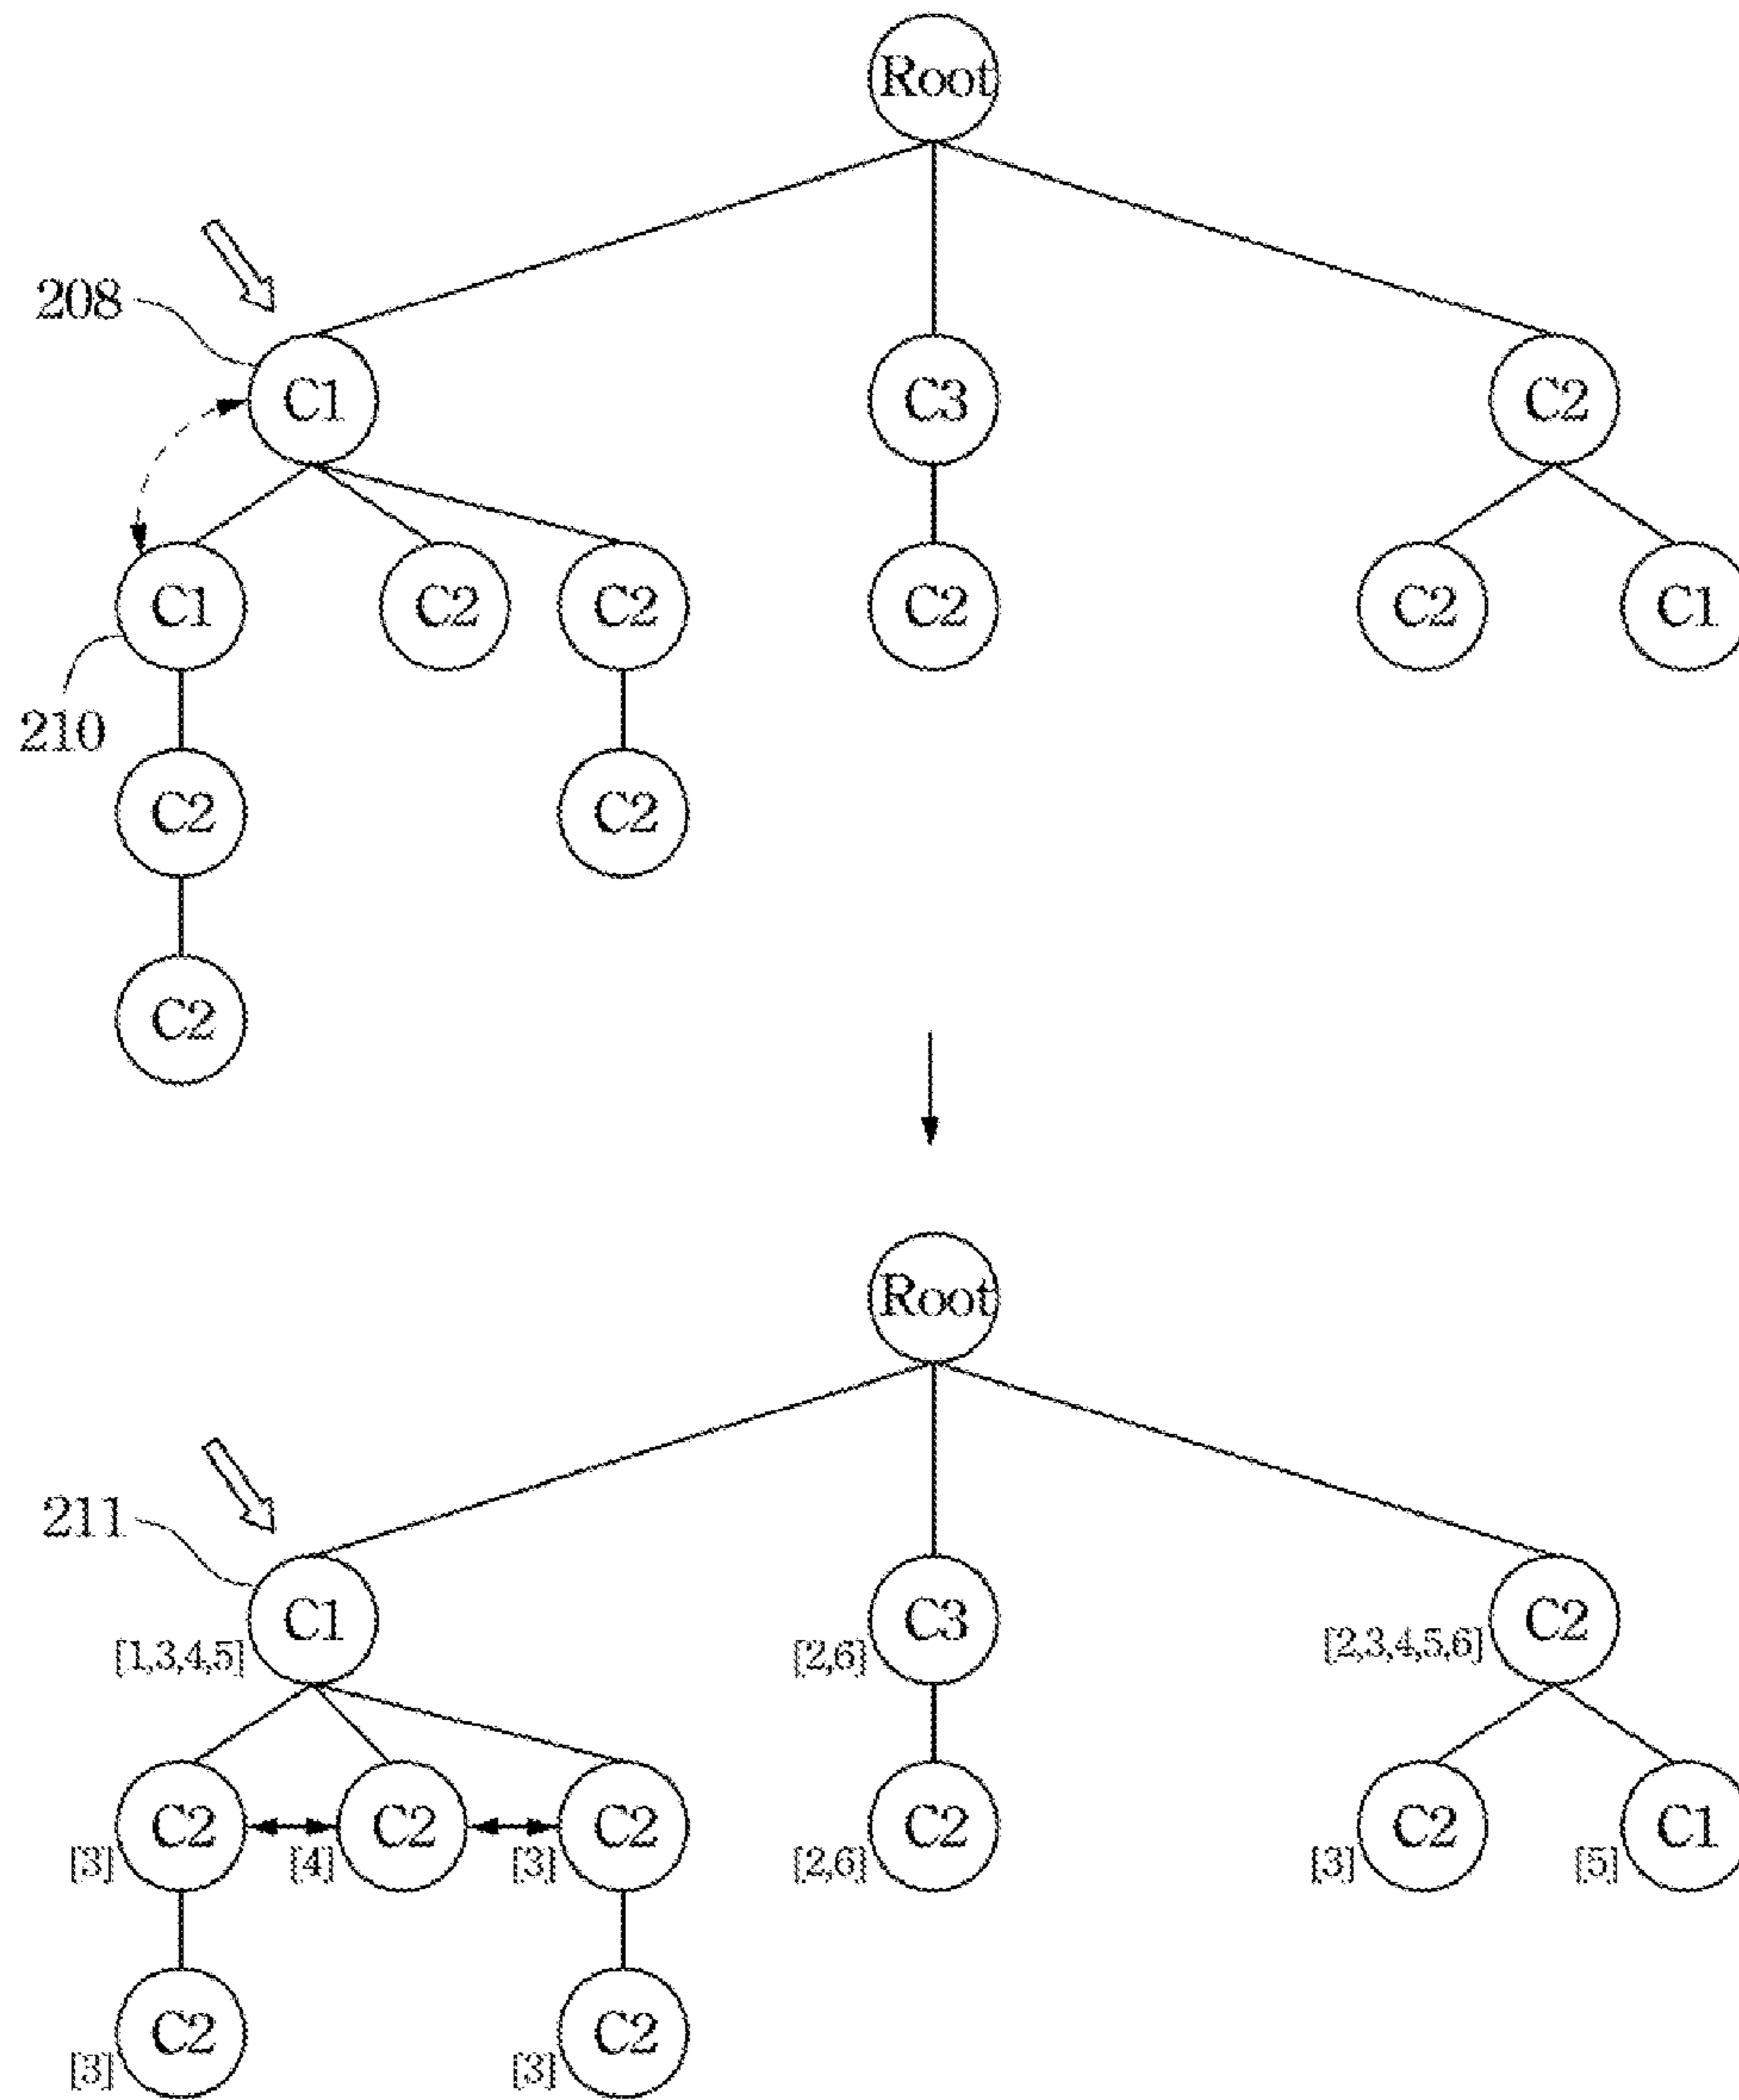 Root
208
C1 C3 C2
C1 C2 C2 C2 C2 C1
210
C2 C2
C2
Root
211
C1 C3 C2
[1,3,4,5] [2,6] [2,3,4,5,6]
C2 C2 C2 C2 C2 C1
[3] [4] [3] [2,6] [3] [5]
C2 C2
[3] [3]